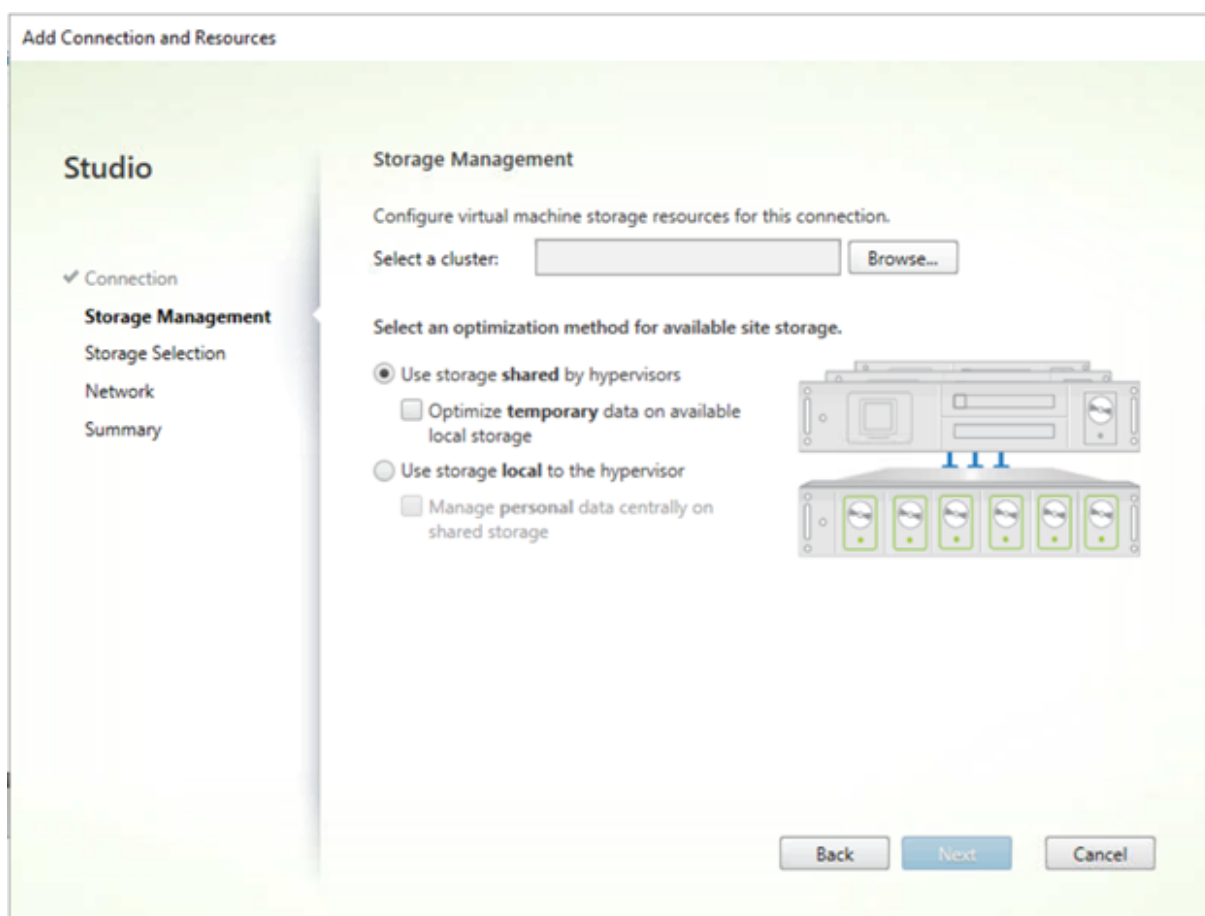 Add Connection and Resources
Studio
Connection
Storage Management
Storage Selection
Network
Summary
Storage Management
Configure virtual machine storage resources for this connection.
Select a cluster:
Browse...
Select an optimization method for available site storage.
Use storage shared by hypervisors
Optimize temporary data on available
local storage
Use storage local to the hypervisor
Manage personal data centrally on
shared storage
Back
Next
Cancel